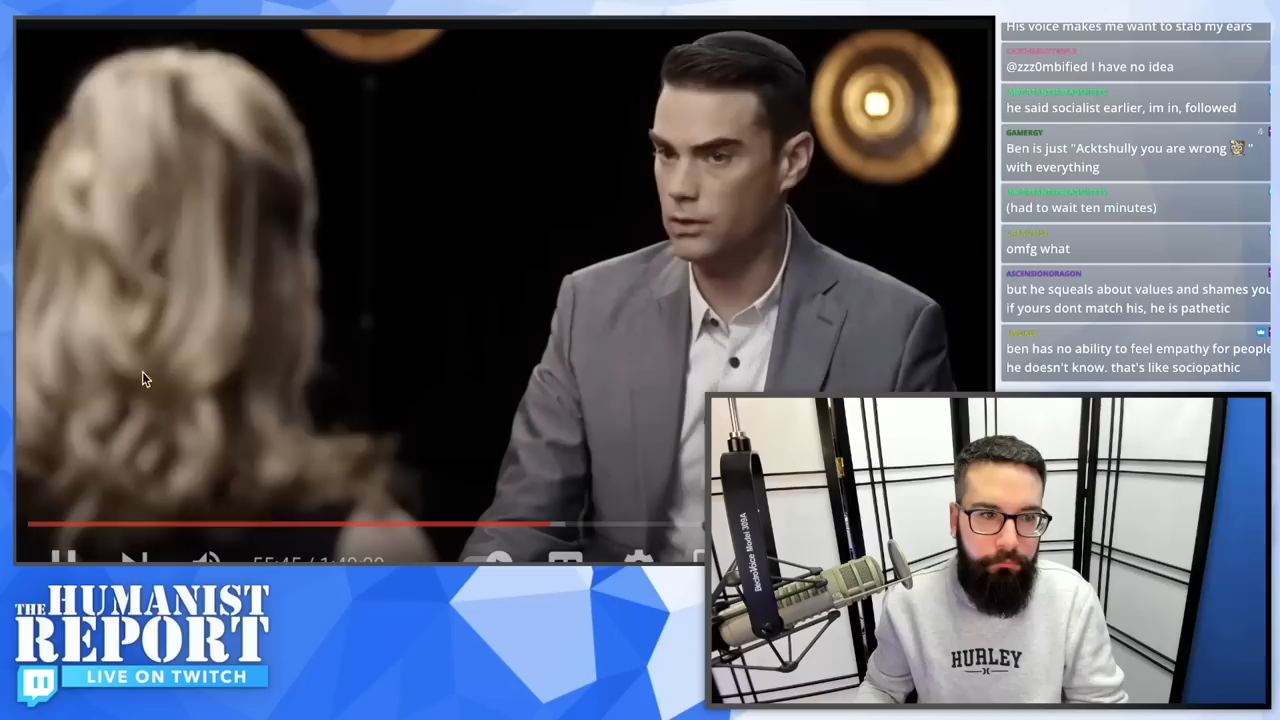 His voice makes me want to stab my ears
@zzz0mbified I have no idea
he said socialist earlier, im in, followed
GAMERGY
Ben is just "Acktshully you are wrong "
with everything
(had to wait ten minutes)
omfg what
ASCENSIONDRAGON
but he squeals about values and shames you
if yours dont match his, he is pathetic
ben has no ability to feel empathy for people
he doesn't know. that's like sociopathic
ElectroVoice Model 309A
HURLEY
THE HUMANIST
REPORT
LIVE ON TWITCH